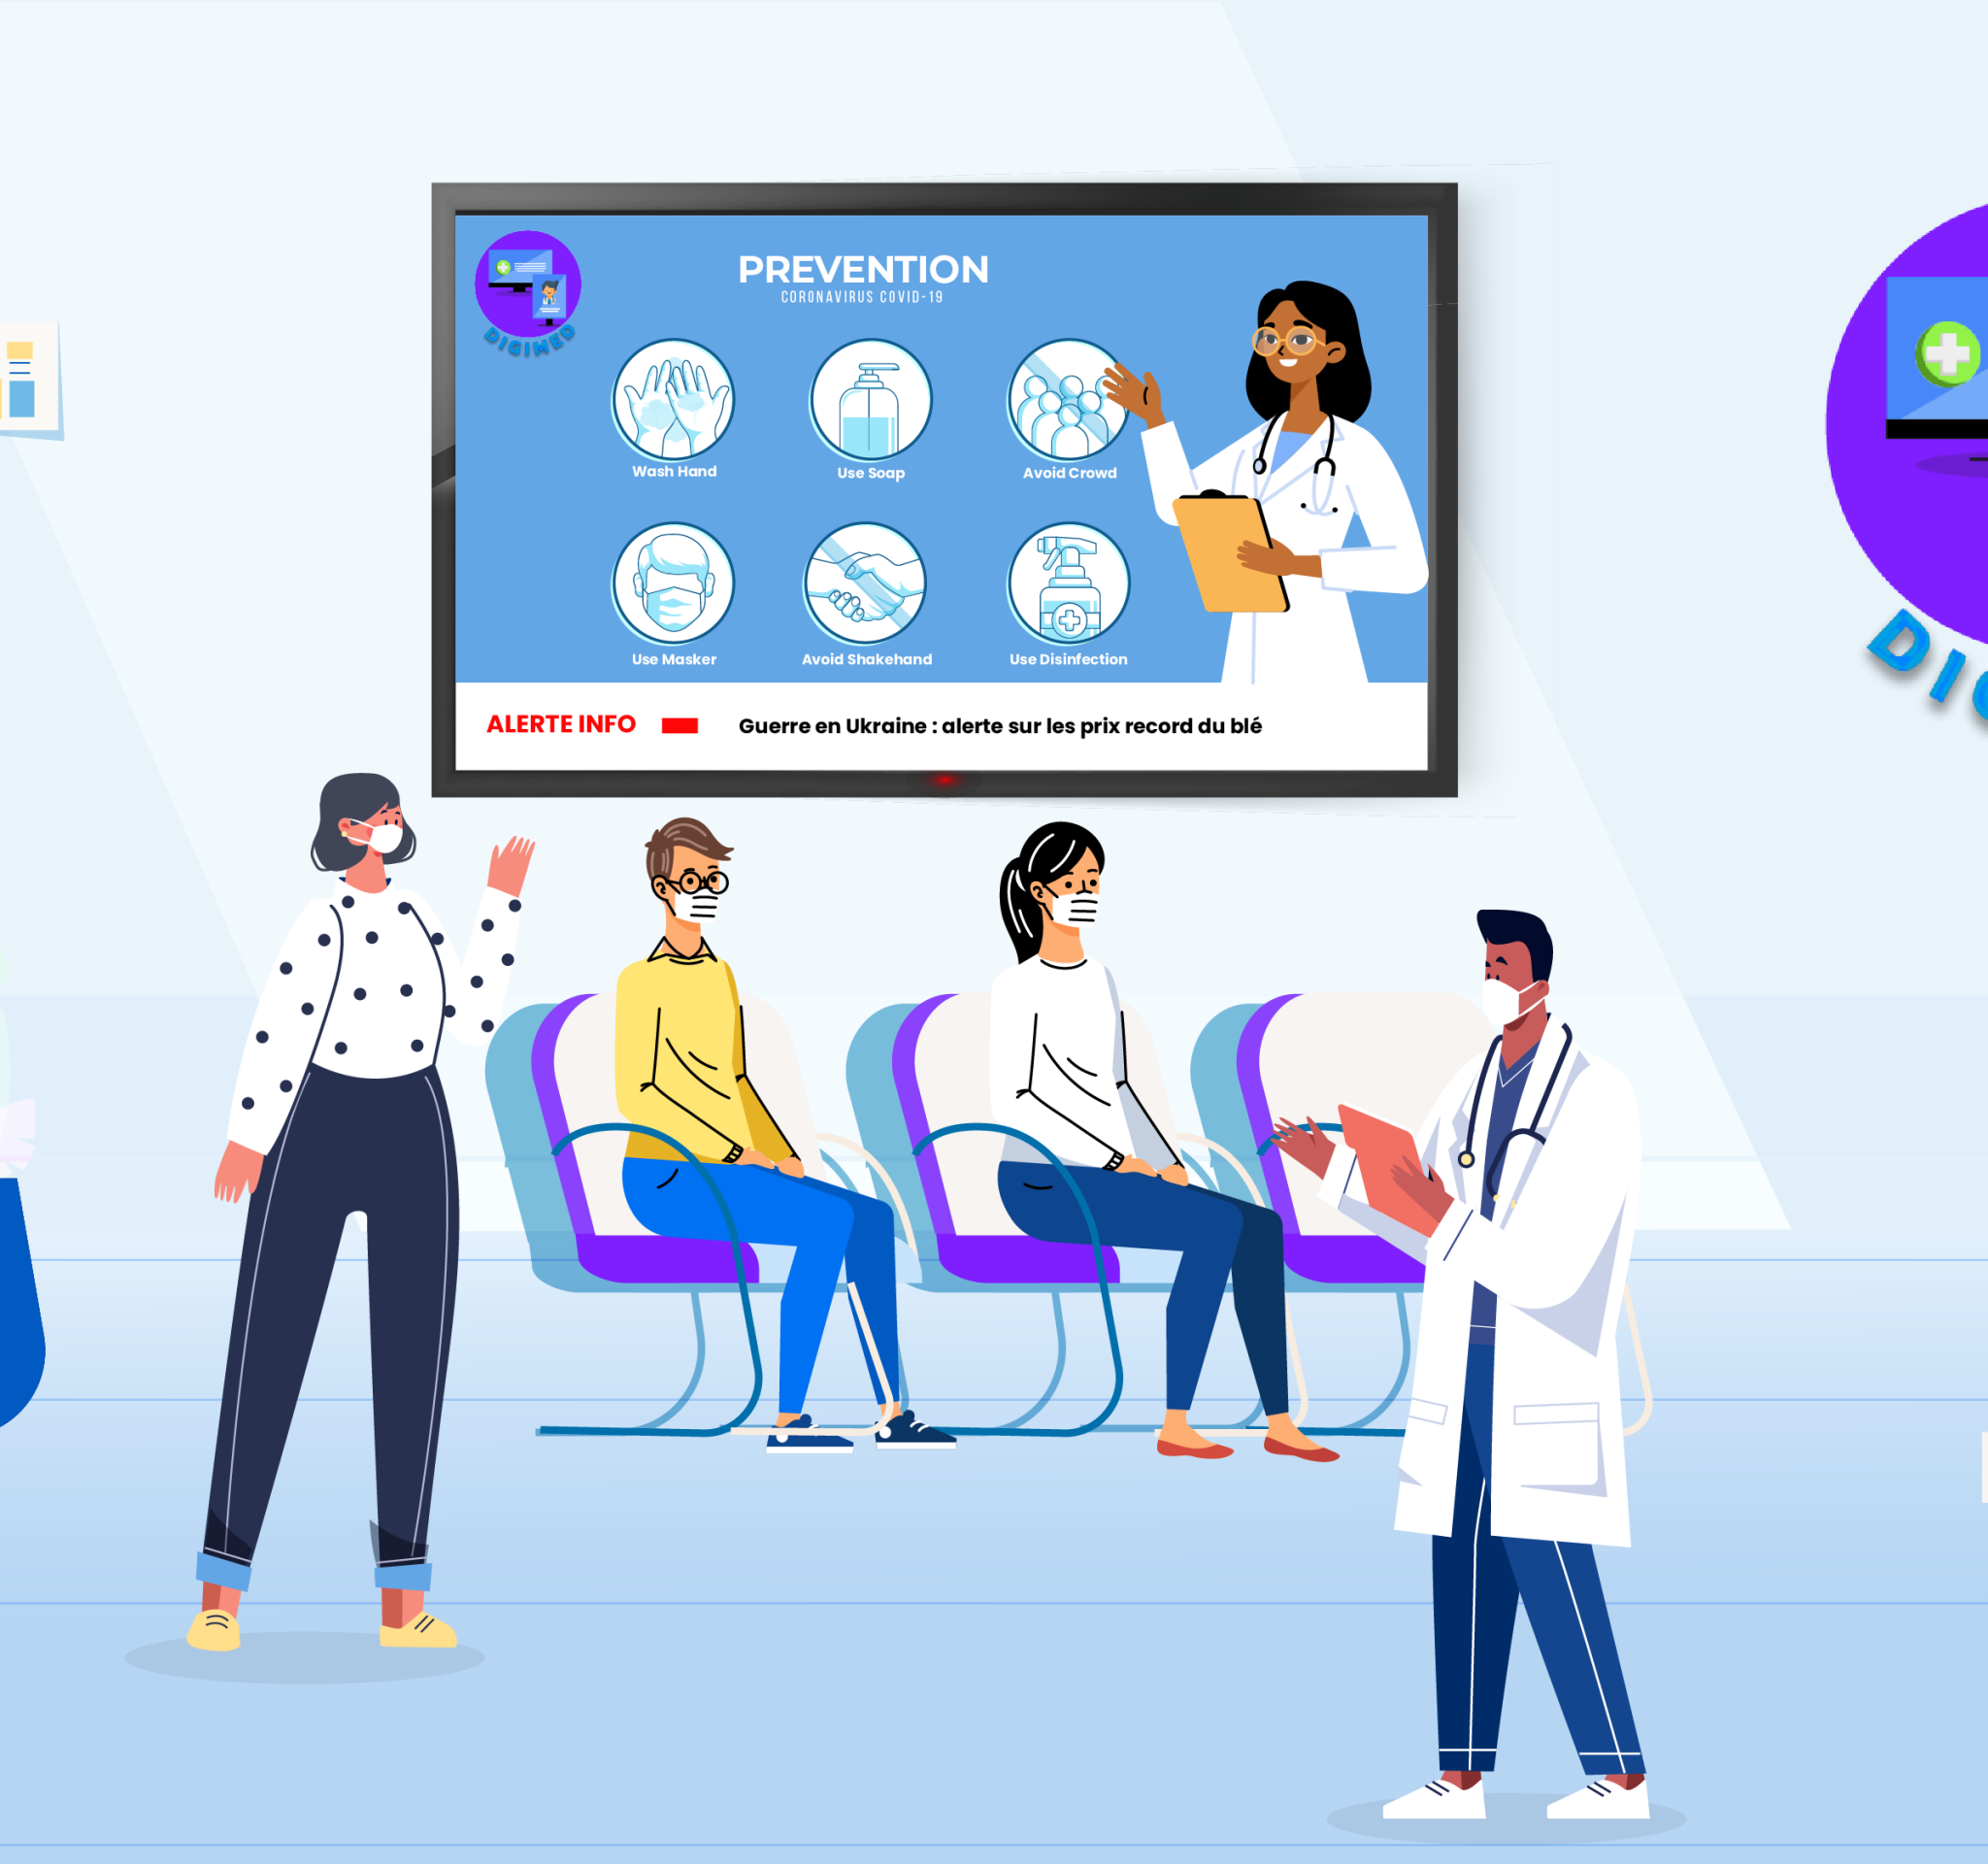 PREVENTION
CORONAVIRUS COVID-19
DIGIMED
Wash Hand
Use Soap
Avoid Crowd
Use Masker
Avoid Shakehand
Use Disinfection
ALERTE INFO
Guerre en Ukraine : alerte sur les prix record du blé